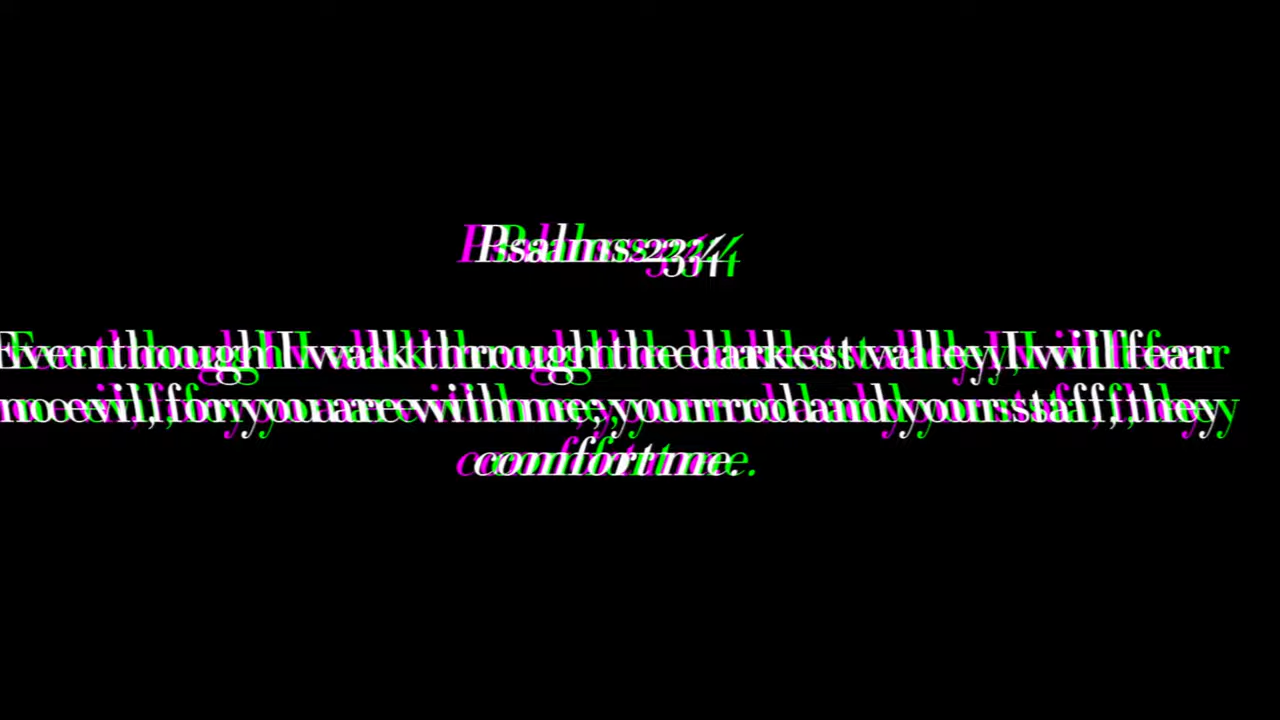 Psalms 23:4
Even though I walk through the darkest valley, I will fear
no evil, for you are with me; your rod and your staff, they
comfort me.